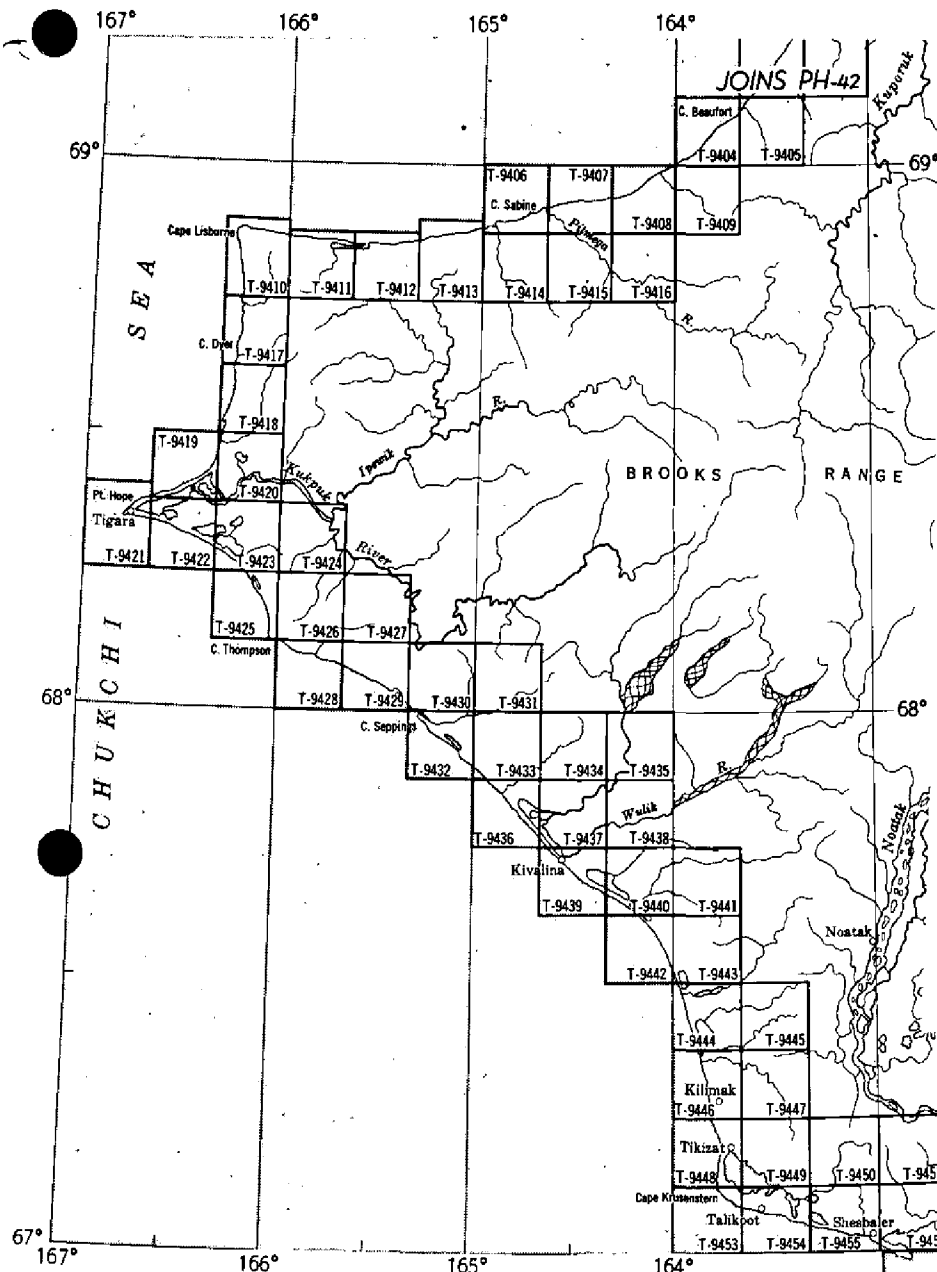 167°
166°
165°
164°
JOINS PH-42
Kuporuk
C. Beaufort
69°
T-9404
T-9405
69°
T-9406
T-9407
C. Sabine
T-9408
T-9409
Pitmega
Cape Lisburne
T-9410
T-9411
T-9412
T-9413
T-9414
T-9415
T-9416
R.
SEA
C. Dyer
T-9417
T-9418
T-9419
Ipewik
R.
Kukpuk
T-9420
BROOKS RANGE
Pt. Hope
Tigara
T-9421
T-9422
T-9423
T-9424
River
T-9425
T-9426
T-9427
C. Thompson
CHUKCHI
68°
T-9428
T-9429
T-9430
T-9431
68°
C. Seppings
T-9432
T-9433
T-9434
T-9435
R.
Wulik
Noatak
T-9436
T-9437
T-9438
Kivalina
T-9439
T-9440
T-9441
Noatak
T-9442
T-9443
T-9444
T-9445
Kilimak
T-9446
T-9447
Tikizat
T-9448
T-9449
T-9450
T-945
Cape Krusenstern
Talikoot
Sheshaler
67°
T-9453
T-9454
T-9455
T-945
167°
166°
165°
164°